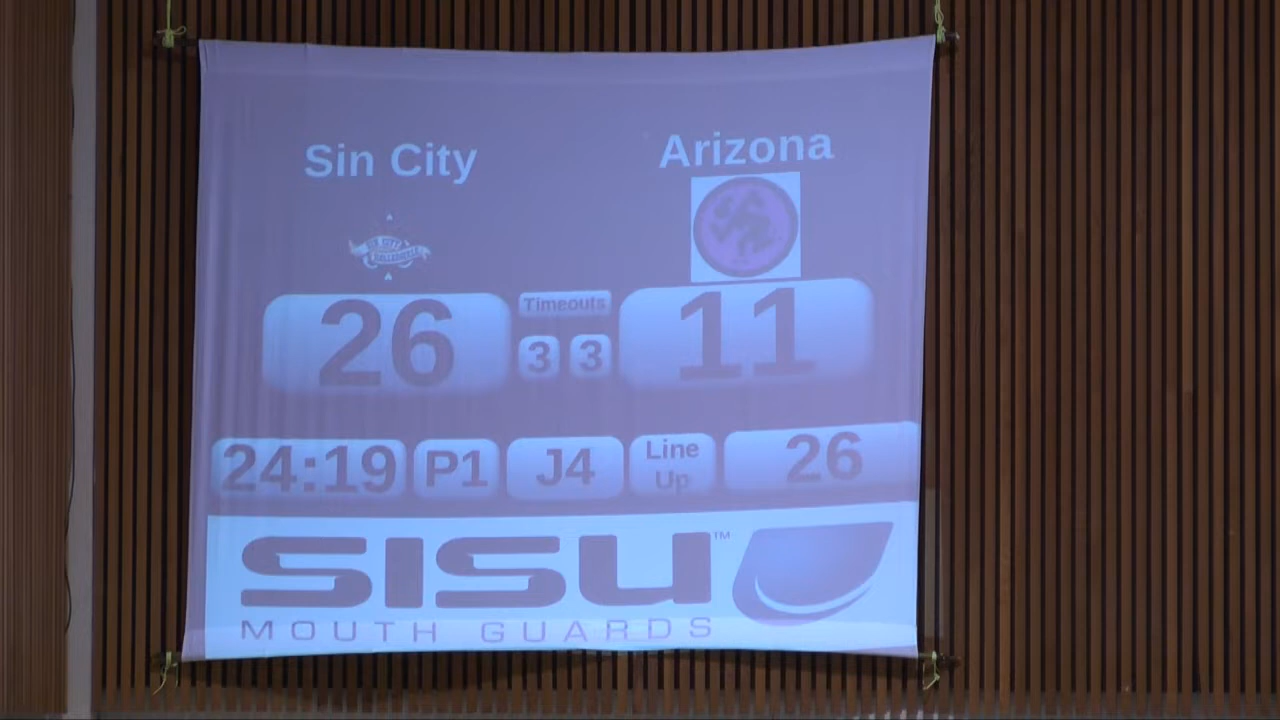 Sin City
Arizona
26
Timeouts
11
3 3
24:19
P1
J4
Line
Up
26
SISU™
MOUTH GUARDS